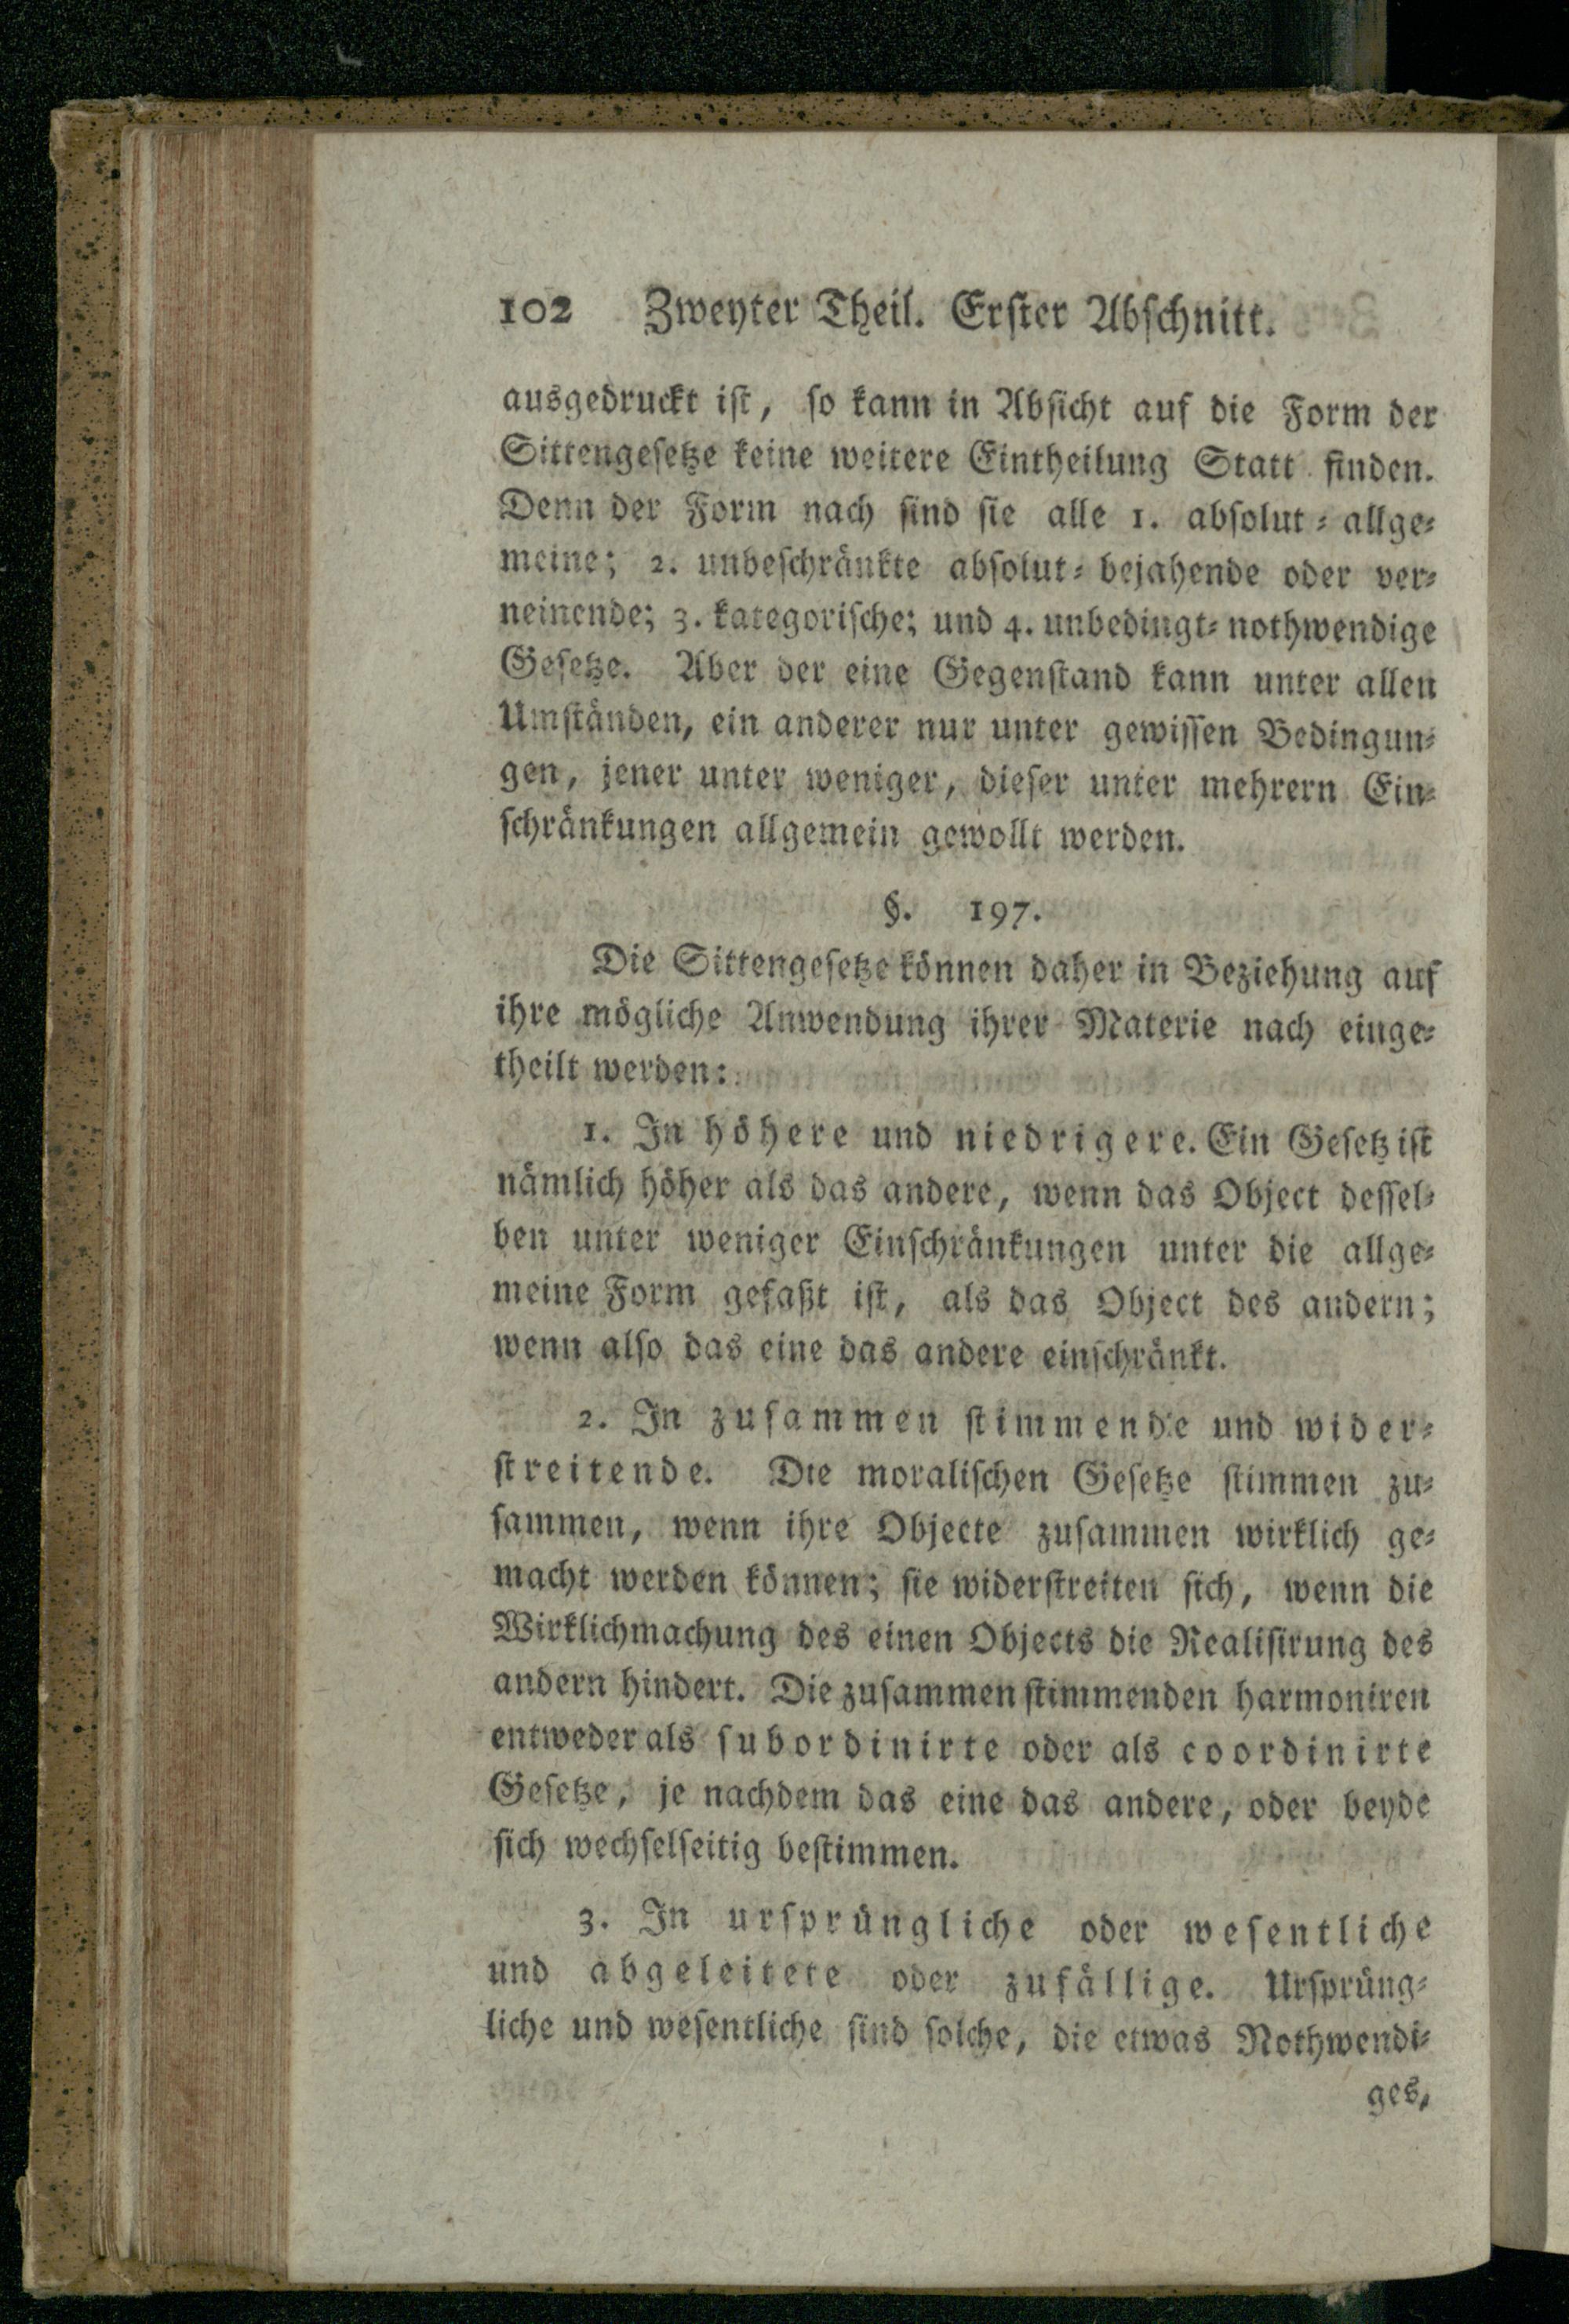 102 Zweyter Theil. Erster Abschnitt.
ausgedruckt ist, so kann in Absicht auf die Form der
Sittengesetze keine weitere Eintheilung Statt finden.
Denn der Form nach sind sie alle 1. absolut-allge-
meine; 2. unbeschränkte absolut-bejahende oder ver-
neinende; 3. kategorische; und 4. unbedingt-nothwendige
Gesetze. Aber der eine Gegenstand kann unter allen
Umständen, ein anderer nur unter gewissen Bedingun-
gen, jener unter weniger, dieser unter mehrern Ein-
schränkungen allgemein gewollt werden.
§. 197.
Die Sittengesetze können daher in Beziehung auf
ihre mögliche Anwendung ihrer Materie nach einge-
theilt werden:
1. In höhere und niedrigere. Ein Gesetz ist
nämlich höher als das andere, wenn das Object dessel-
ben unter weniger Einschränkungen unter die allge-
meine Form gefaßt ist, als das Object des andern;
wenn also das eine das andere einschränkt.
2. In zusammen stimmende und wider-
streitende. Die moralischen Gesetze stimmen zu-
sammen, wenn ihre Objecte zusammen wirklich ge-
macht werden können; sie widerstreiten sich, wenn die
Wirklichmachung des einen Objects die Realisirung des
andern hindert. Die zusammenstimmenden harmoniren
entweder als subordinirte oder als coordinirte
Gesetze, je nachdem das eine das andere, oder beyde
sich wechselseitig bestimmen.
3. In ursprüngliche oder wesentliche
und abgeleitete oder zufällige. Ursprüng-
liche und wesentliche sind solche, die etwas Nothwendi-
ges,